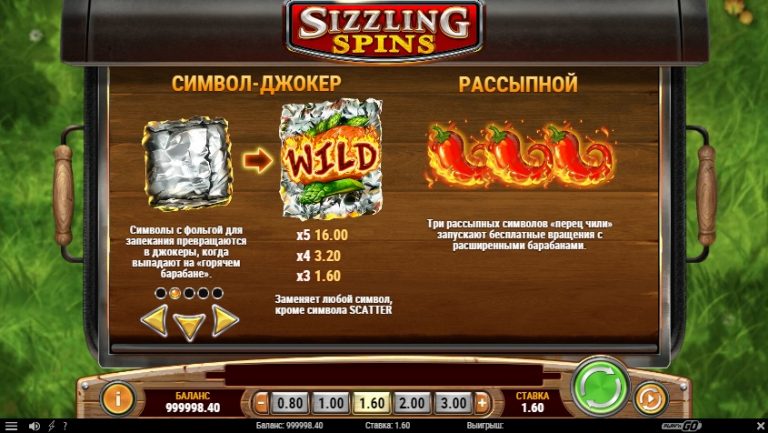 SIZZLING
SPINS
СИМВОЛ-ДЖОКЕР
WILD
Символы с фольгой для
запекания превращаются
в джокеры, когда
выпадают на «горячем
барабане».
x5 16.00
x4 3.20
x3 1.60
Заменяет любой символ,
кроме символа SCATTER
РАССЫПНОЙ
Три рассыпных символов «перец чили»
запускают бесплатные вращения с
расширенными барабанами.
i
БАЛАНС
999998.40
- 0.80 1.00 1.60 2.00 3.00 +
СТАВКА
1.60
? Баланс: 999998.40 Ставка: 1.60 Выигрыш: PLAY'N GO